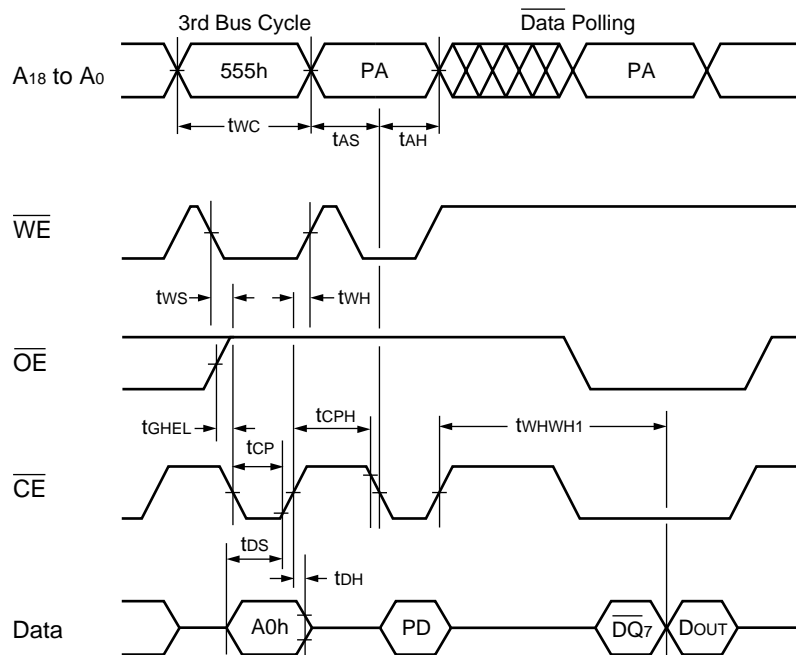 3rd Bus Cycle Data Polling
A18 to A0 555h PA PA
tWC tAS tAH
WE
tWS tWH
OE
tGHEL tCP tCPH tWHWH1
CE
tDS tDH
Data A0h PD DQ7 DOUT